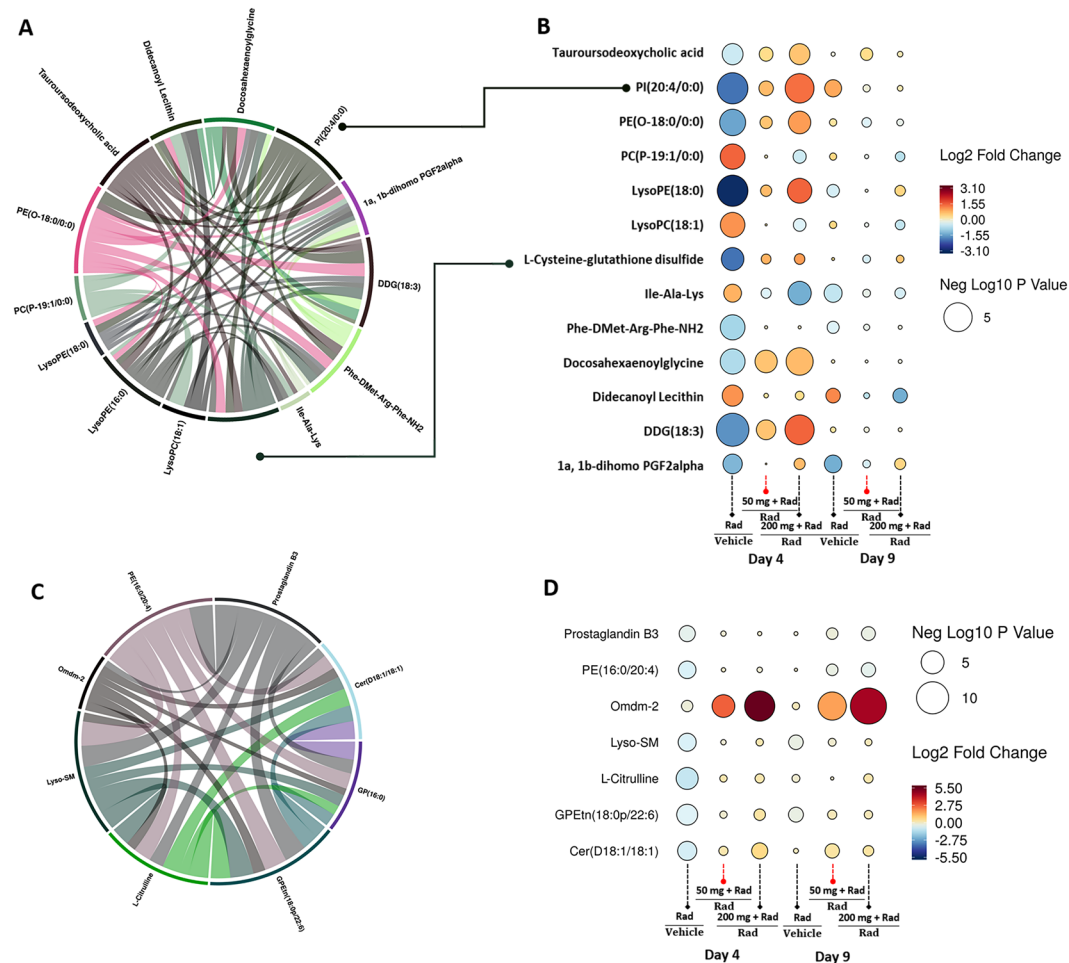 A
Tauroursodeoxycholic acid
Didecanoyl Lecithin
Docosahexaenoylglycine
PI(20:4/0:0)
1a, 1b-dihomo PGF2alpha
DDG(18:3)
Phe-DMet-Arg-Phe-NH2
Ile-Ala-Lys
LysoPC(18:1)
LysoPE(16:0)
LysoPE(18:0)
PC(P-19:1/0:0)
PE(O-18:0/0:0)
B
Tauroursodeoxycholic acid
PI(20:4/0:0)
PE(O-18:0/0:0)
PC(P-19:1/0:0)
LysoPE(18:0)
LysoPC(18:1)
L-Cysteine-glutathione disulfide
Ile-Ala-Lys
Phe-DMet-Arg-Phe-NH2
Docosahexaenoylglycine
Didecanoyl Lecithin
DDG(18:3)
1a, 1b-dihomo PGF2alpha
50 mg + Rad
Rad
50 mg + Rad
Rad
Rad
Vehicle
200 mg + Rad
Rad
Rad
Vehicle
200 mg + Rad
Rad
Day 4
Day 9
Log2 Fold Change
3.10
1.55
0.00
-1.55
-3.10
Neg Log10 P Value
5
C
PE(16:0/20:4)
Prostaglandin B3
Cer(D18:1/18:1)
GP(16:0)
GPEtn(18:0p/22:6)
L-Citrulline
Lyso-SM
Omdm-2
D
Prostaglandin B3
PE(16:0/20:4)
Omdm-2
Lyso-SM
L-Citrulline
GPEtn(18:0p/22:6)
Cer(D18:1/18:1)
50 mg + Rad
Rad
50 mg + Rad
Rad
Rad
Vehicle
200 mg + Rad
Rad
Rad
Vehicle
200 mg + Rad
Rad
Day 4
Day 9
Neg Log10 P Value
5
10
Log2 Fold Change
5.50
2.75
0.00
-2.75
-5.50